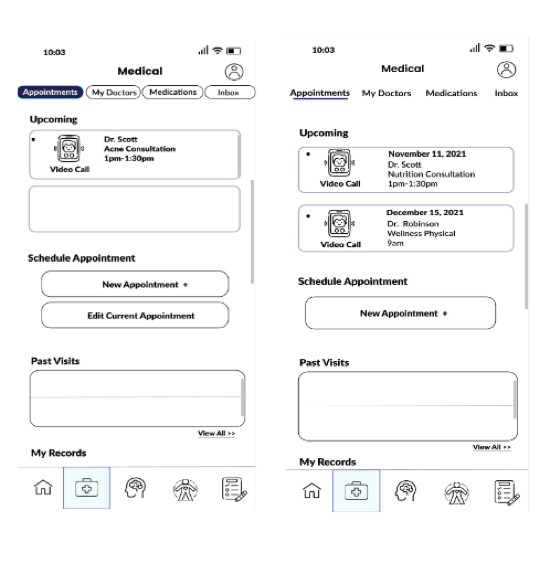 10:03
Medical
Appointments My Doctors Medications Inbox
Upcoming
Dr. Scott
Acne Consultation
1pm-1:30pm
Video Call
Schedule Appointment
New Appointment +
Edit Current Appointment
Past Visits
View All >>
My Records
10:03
Medical
Appointments My Doctors Medications Inbox
Upcoming
November 11, 2021
Dr. Scott
Nutrition Consultation
1pm-1:30pm
Video Call
December 15, 2021
Dr. Robinson
Wellness Physical
9am
Video Call
Schedule Appointment
New Appointment +
Past Visits
View All >>
My Records